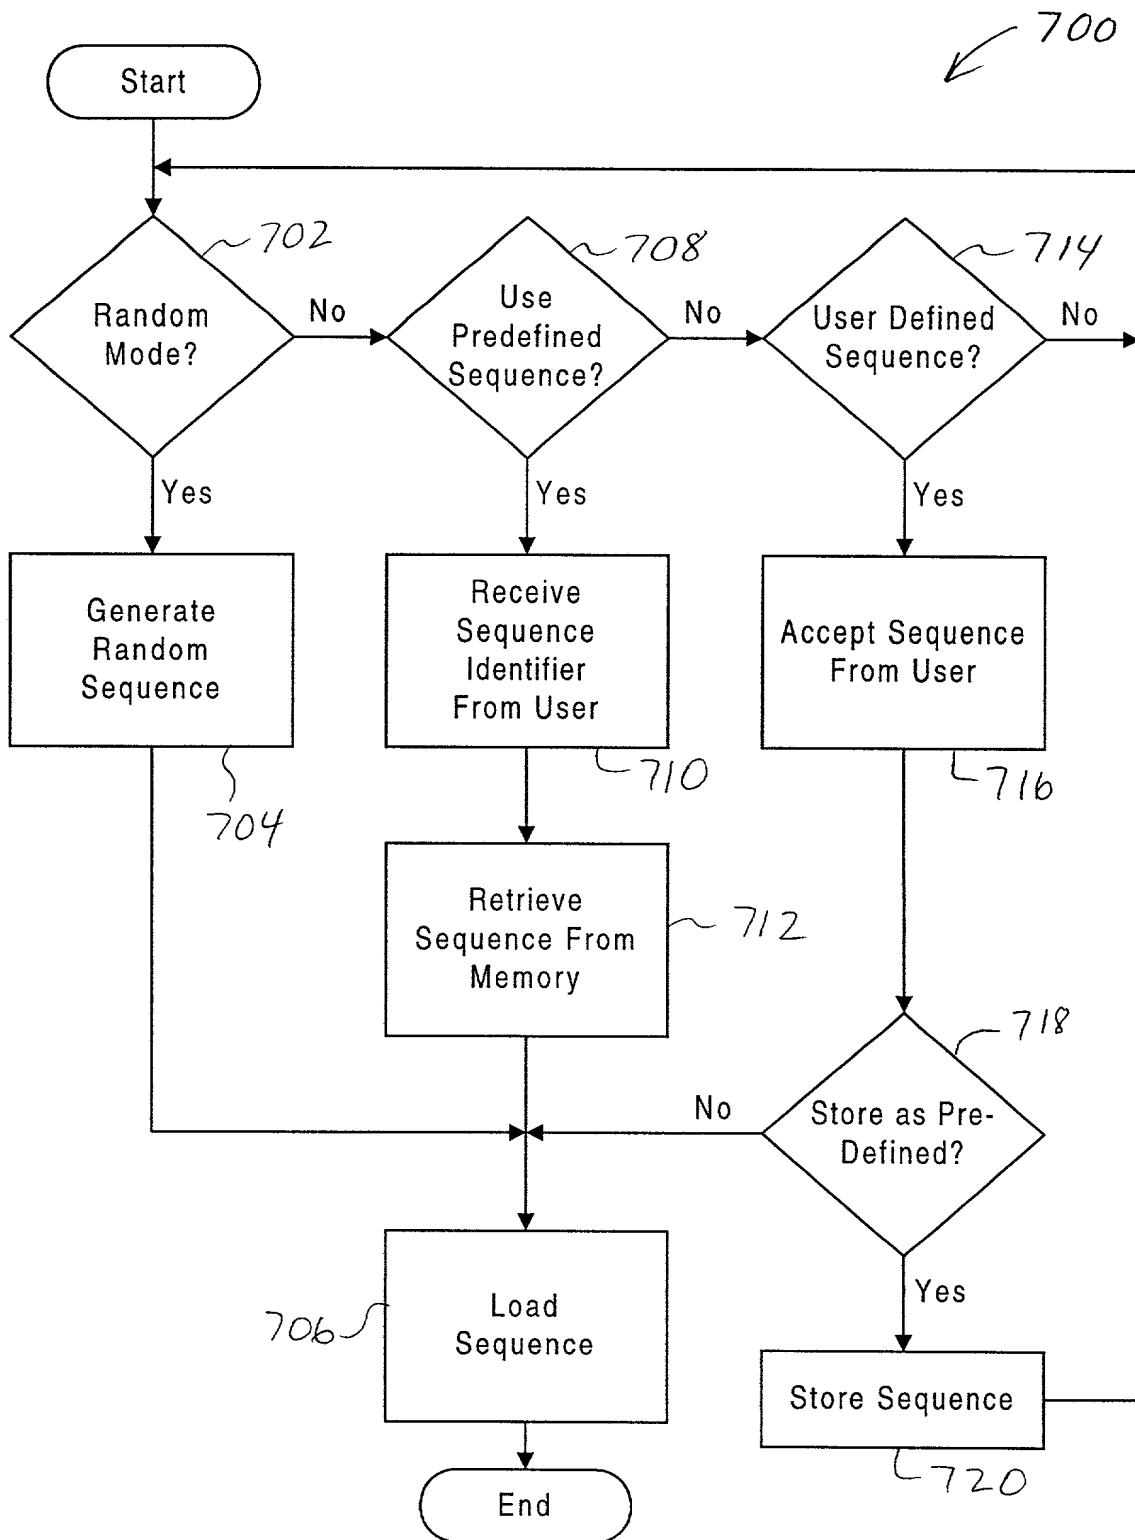 700
Start
702
708
714
Random
Mode?
No
Use
Predefined
Sequence?
No
User Defined
Sequence?
No
Yes
Yes
Yes
Generate
Random
Sequence
704
Receive
Sequence
Identifier
From User
710
Accept Sequence
From User
716
Retrieve
Sequence From
Memory
712
718
No
Store as Pre-
Defined?
Yes
706
Load
Sequence
Store Sequence
720
End